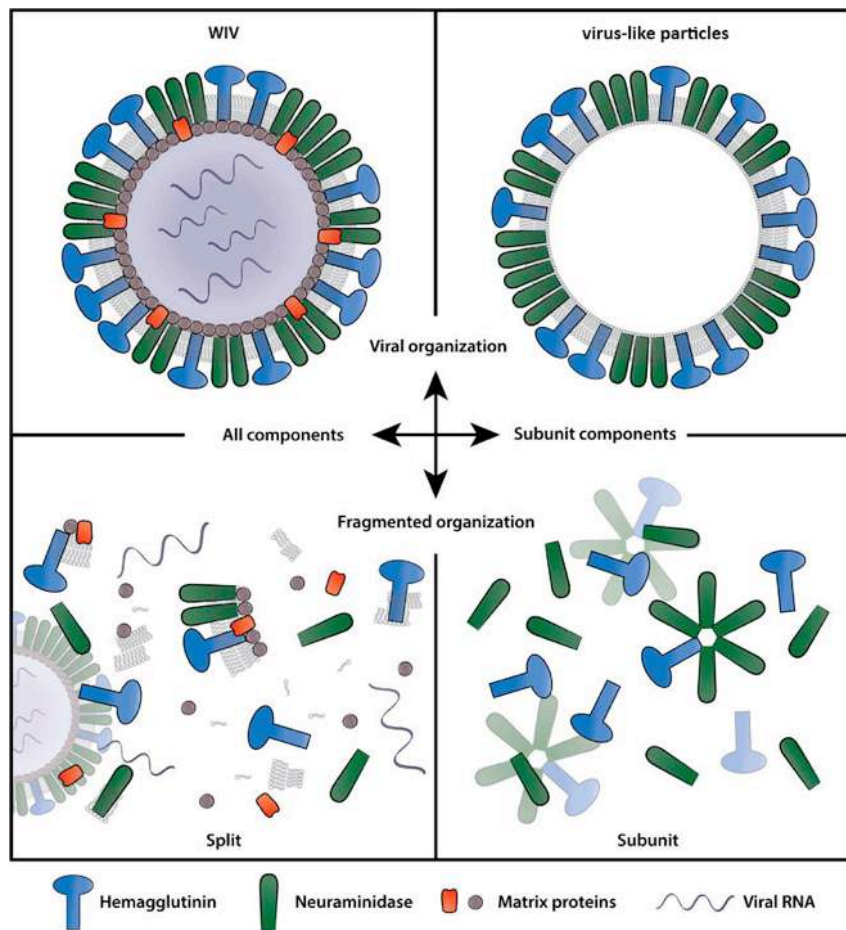 WIV
virus-like particles
Viral organization
All components
Subunit components
Fragmented organization
Split
Subunit
Hemagglutinin
Neuraminidase
Matrix proteins
Viral RNA